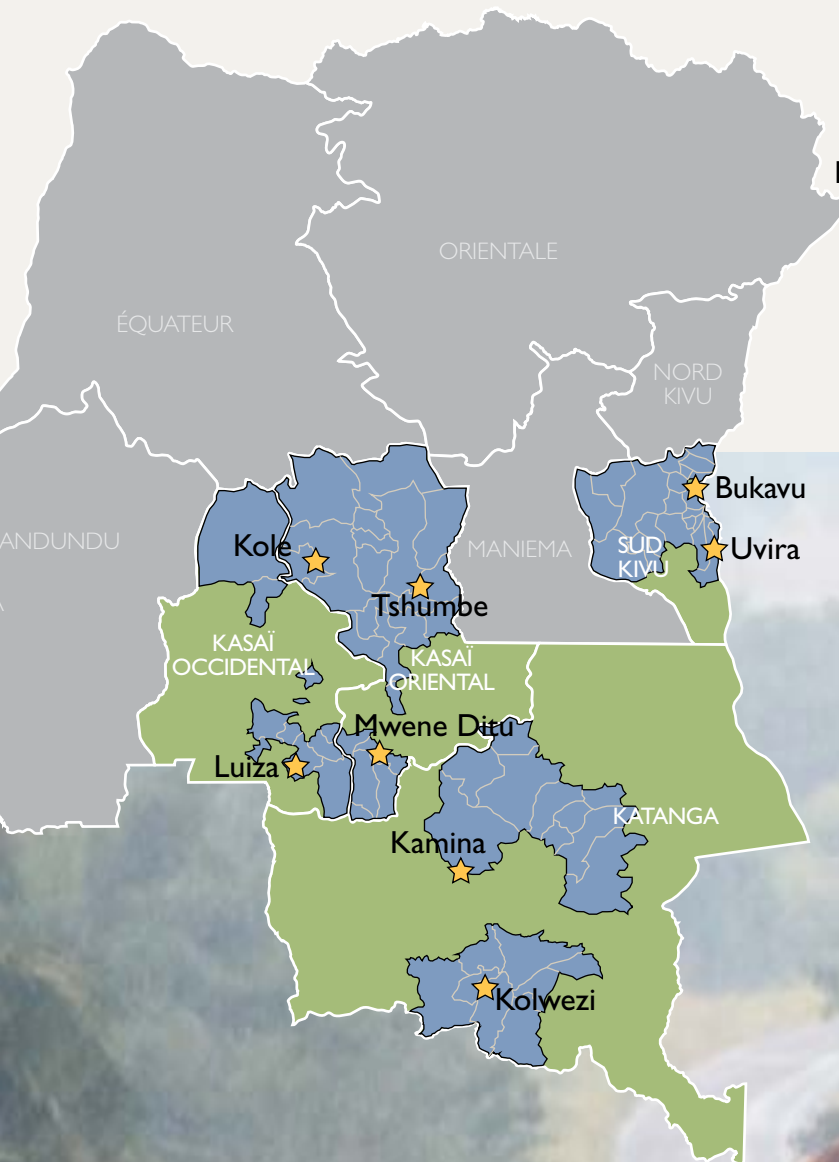 ORIENTALE
ÉQUATEUR
NORD
KIVU
Bukavu
ANDUNDU
Kole
MANIEMA
SUD
KIVU
Uvira
Tshumbe
KASAÏ
OCCIDENTAL
KASAÏ
ORIENTAL
Mwene Ditu
Luiza
KATANGA
Kamina
Kolwezi